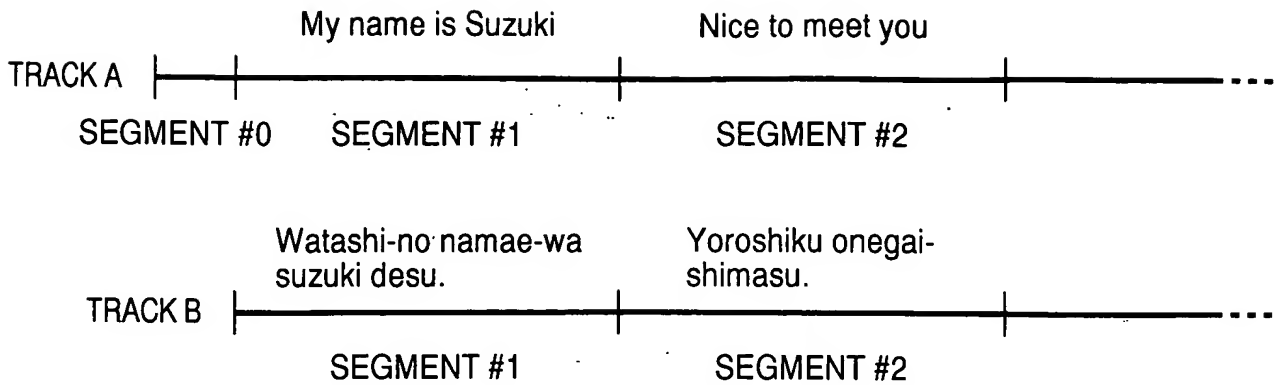 My name is Suzuki Nice to meet you
TRACK A
SEGMENT #0 SEGMENT #1 SEGMENT #2
Watashi-no namae-wa
suzuki desu.
Yoroshiku onegai-
shimasu.
TRACK B
SEGMENT #1 SEGMENT #2